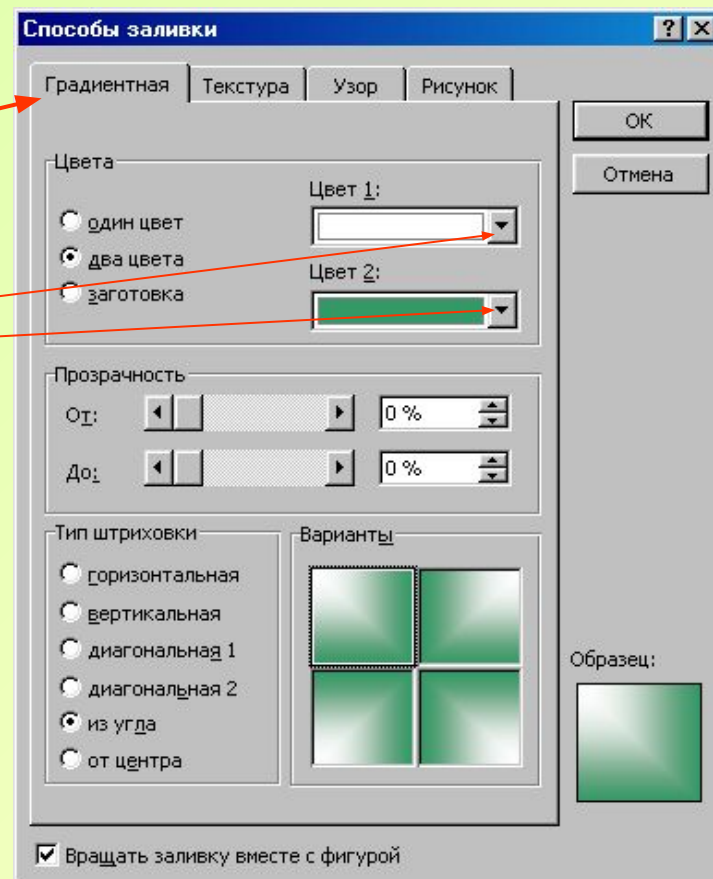 Способы заливки
Градиентная Текстура Узор Рисунок
ОК
Отмена
Цвета
один цвет
два цвета
заготовка
Цвет 1:
Цвет 2:
Прозрачность
От: 0 %
До: 0 %
Тип штриховки
горизонтальная
вертикальная
диагональная 1
диагональная 2
из угла
от центра
Варианты
Образец:
Вращать заливку вместе с фигурой